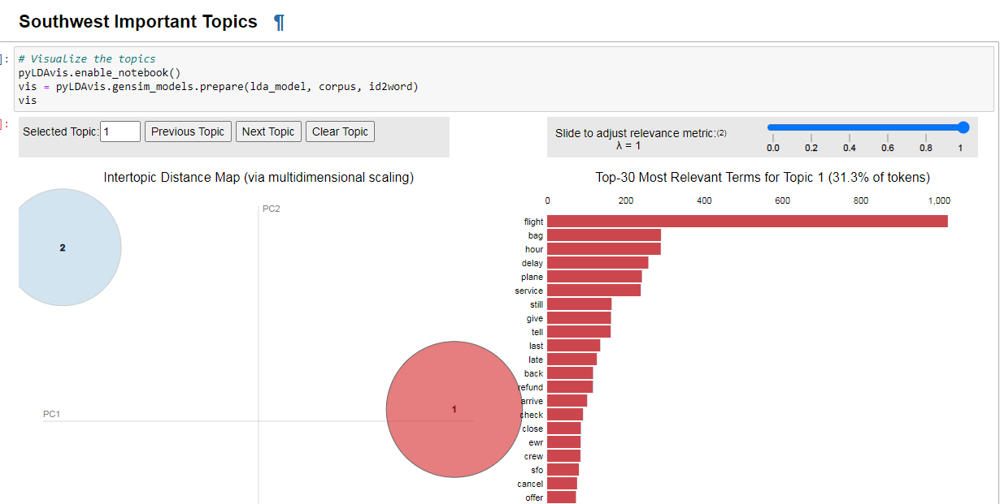 Southwest Important Topics ¶
]:
# Visualize the topics
pyLDAvis.enable_notebook()
vis = pyLDAvis.gensim_models.prepare(lda_model, corpus, id2word)
vis
]:
Selected Topic: 1 Previous Topic Next Topic Clear Topic
Slide to adjust relevance metric:(2)
λ = 1
0.0 0.2 0.4 0.6 0.8 1
Intertopic Distance Map (via multidimensional scaling)
PC2
2
1
PC1
Top-30 Most Relevant Terms for Topic 1 (31.3% of tokens)
0 200 400 600 800 1,000
flight
bag
hour
delay
plane
service
still
give
tell
last
late
back
refund
arrive
check
close
ewr
crew
sfo
cancel
offer